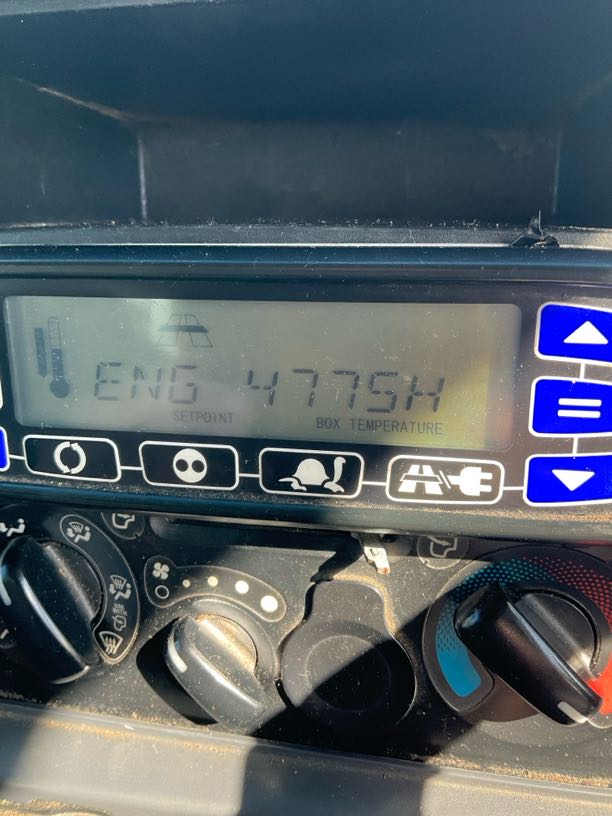 ENG 4775H
SETPOINT BOX TEMPERATURE